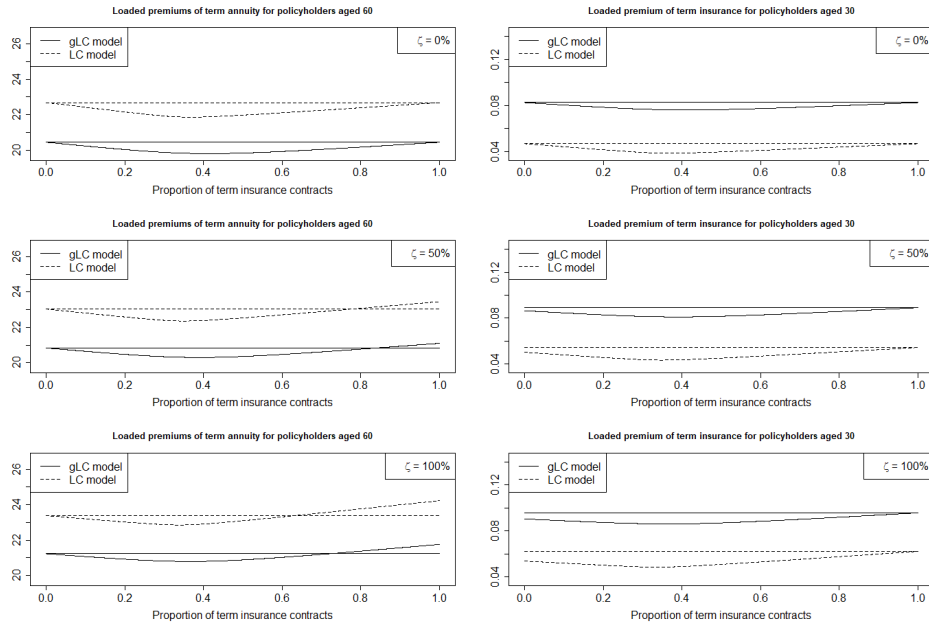 Loaded premiums of term annuity for policyholders aged 60
gLC model
LC model
ζ = 0%
26
24
22
20
0.0 0.2 0.4 0.6 0.8 1.0
Proportion of term insurance contracts
Loaded premium of term insurance for policyholders aged 30
gLC model
LC model
ζ = 0%
0.12
0.08
0.04
0.0 0.2 0.4 0.6 0.8 1.0
Proportion of term insurance contracts
Loaded premiums of term annuity for policyholders aged 60
gLC model
LC model
ζ = 50%
26
24
22
20
0.0 0.2 0.4 0.6 0.8 1.0
Proportion of term insurance contracts
Loaded premium of term insurance for policyholders aged 30
gLC model
LC model
ζ = 50%
0.12
0.08
0.04
0.0 0.2 0.4 0.6 0.8 1.0
Proportion of term insurance contracts
Loaded premiums of term annuity for policyholders aged 60
gLC model
LC model
ζ = 100%
26
24
22
20
0.0 0.2 0.4 0.6 0.8 1.0
Proportion of term insurance contracts
Loaded premium of term insurance for policyholders aged 30
gLC model
LC model
ζ = 100%
0.12
0.08
0.04
0.0 0.2 0.4 0.6 0.8 1.0
Proportion of term insurance contracts